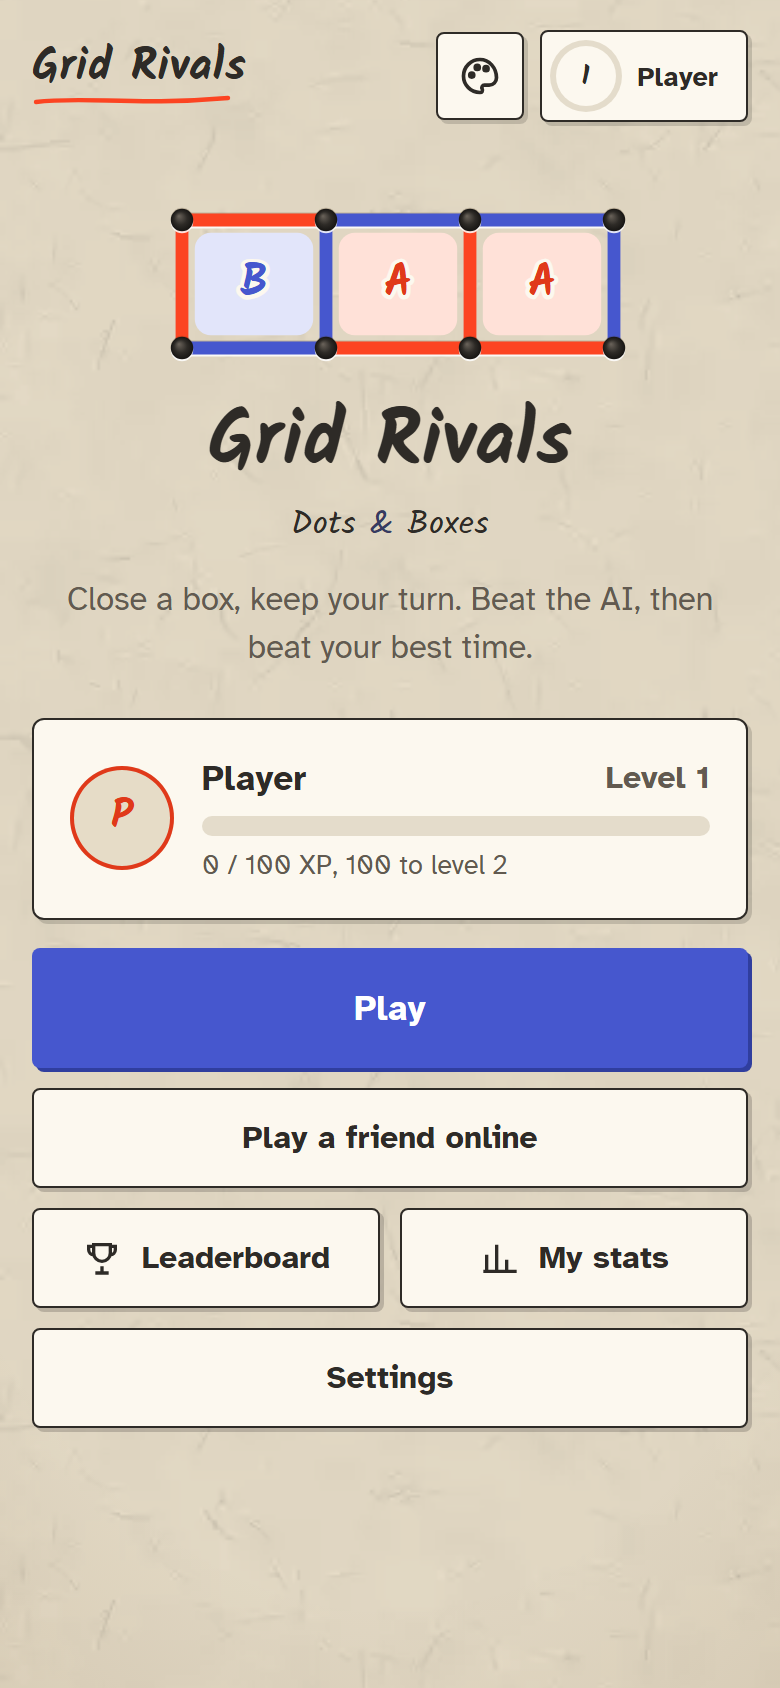 Grid Rivals
1
Player
B
A
A
Grid Rivals
Dots & Boxes
Close a box, keep your turn. Beat the AI, then
beat your best time.
P
Player
Level 1
0 / 100 XP, 100 to level 2
Play
Play a friend online
Leaderboard
My stats
Settings